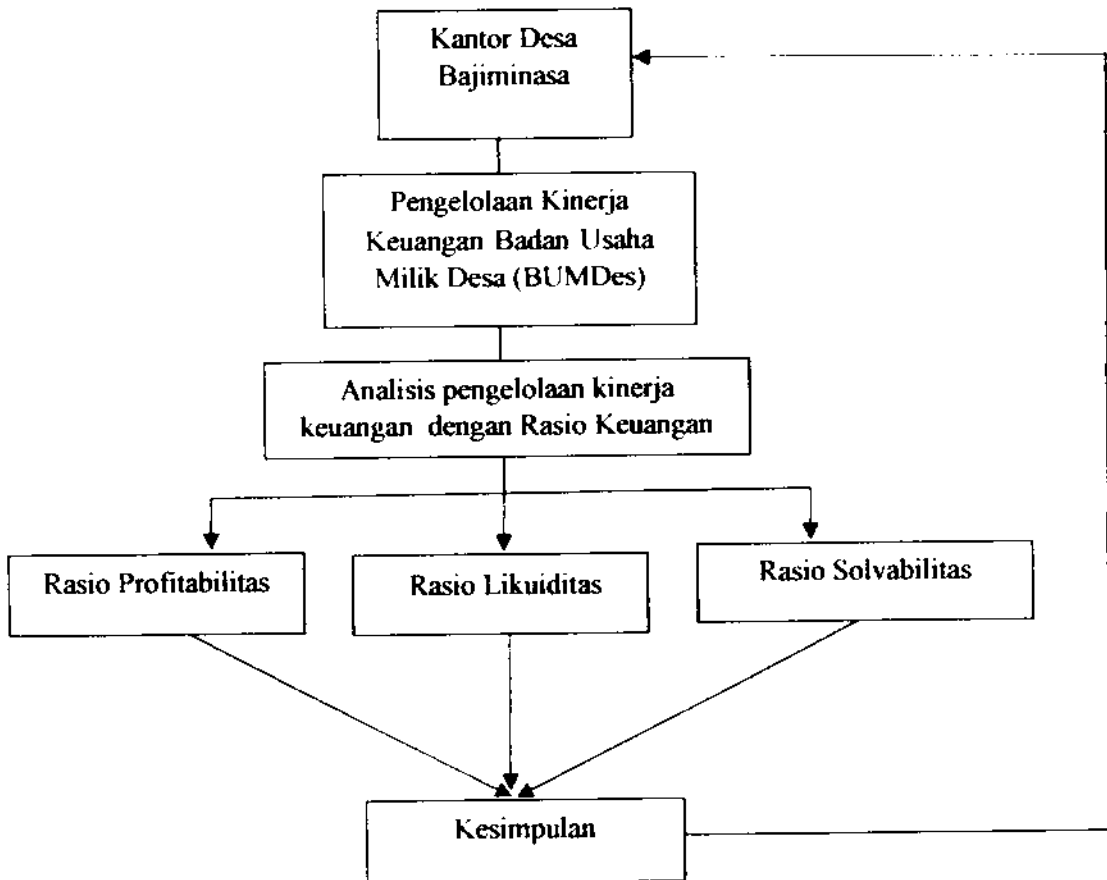 Kantor Desa
Bajiminasa
Pengelolaan Kinerja
Keuangan Badan Usaha
Milik Desa (BUMDes)
Analisis pengelolaan kinerja
keuangan dengan Rasio Keuangan
Rasio Profitabilitas
Rasio Likuiditas
Rasio Solvabilitas
Kesimpulan